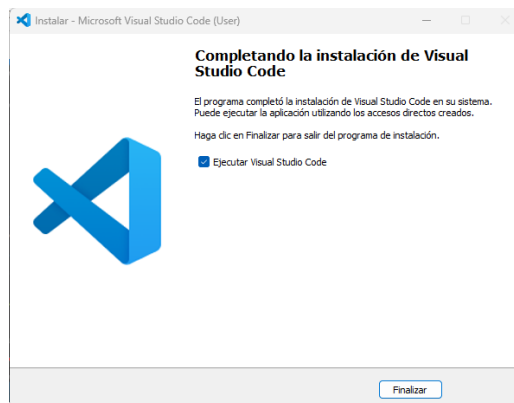 Instalar - Microsoft Visual Studio Code (User)
Completando la instalación de Visual
Studio Code
El programa completó la instalación de Visual Studio Code en su sistema.
Puede ejecutar la aplicación utilizando los accesos directos creados.
Haga clic en Finalizar para salir del programa de instalación.
Ejecutar Visual Studio Code
Finalizar